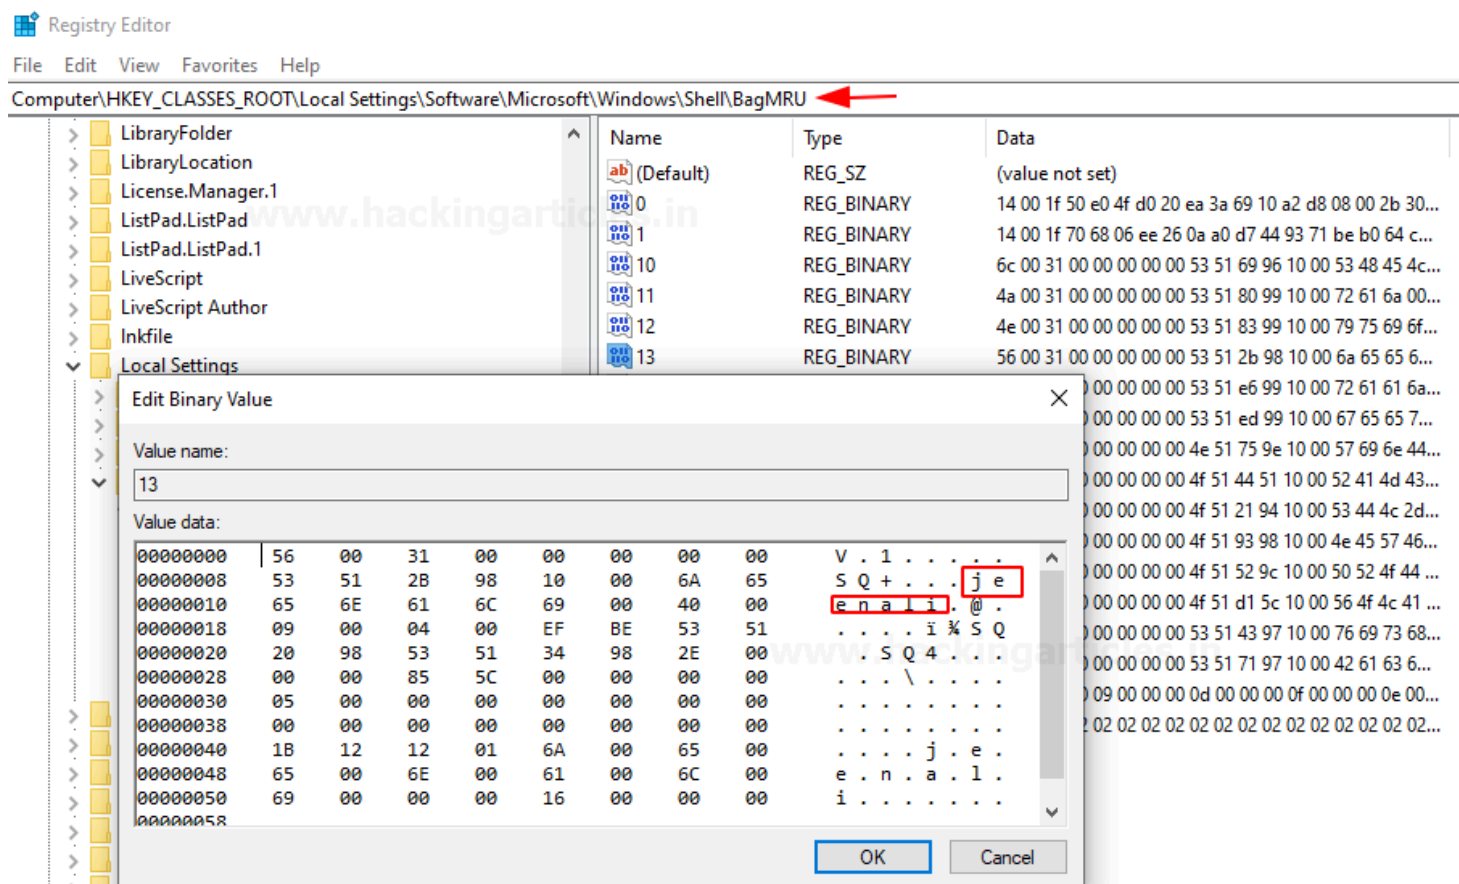 Registry Editor
File Edit View Favorites Help
Computer\HKEY_CLASSES_ROOT\Local Settings\Software\Microsoft\Windows\Shell\BagMRU
LibraryFolder
LibraryLocation
License.Manager.1
ListPad.ListPad
ListPad.ListPad.1
LiveScript
LiveScript Author
lnkfile
Local Settings
www.hackingarticles.in
Name Type Data
(Default) REG_SZ (value not set)
0 REG_BINARY 14 00 1f 50 e0 4f d0 20 ea 3a 69 10 a2 d8 08 00 2b 30...
1 REG_BINARY 14 00 1f 70 68 06 ee 26 0a a0 d7 44 93 71 be b0 64 c...
10 REG_BINARY 6c 00 31 00 00 00 00 00 53 51 69 96 10 00 53 48 45 4c...
11 REG_BINARY 4a 00 31 00 00 00 00 00 53 51 80 99 10 00 72 61 6a 00...
12 REG_BINARY 4e 00 31 00 00 00 00 00 53 51 83 99 10 00 79 75 69 6f...
13 REG_BINARY 56 00 31 00 00 00 00 00 53 51 2b 98 10 00 6a 65 65 6...
00 00 00 00 00 53 51 e6 99 10 00 72 61 61 6a...
00 00 00 00 00 53 51 ed 99 10 00 67 65 65 7...
00 00 00 00 00 4e 51 75 9e 10 00 57 69 6e 44...
00 00 00 00 00 4f 51 44 51 10 00 52 41 4d 43...
00 00 00 00 00 4f 51 21 94 10 00 53 44 4c 2d...
00 00 00 00 00 4f 51 93 98 10 00 4e 45 57 46...
00 00 00 00 00 4f 51 52 9c 10 00 50 52 4f 44 ...
00 00 00 00 00 4f 51 d1 5c 10 00 56 4f 4c 41 ...
00 00 00 00 00 53 51 43 97 10 00 76 69 73 68...
00 00 00 00 00 53 51 71 97 10 00 42 61 63 6...
09 00 00 00 0d 00 00 00 0f 00 00 00 0e 00...
02 02 02 02 02 02 02 02 02 02 02 02 02 02...
Edit Binary Value
Value name:
13
Value data:
00000000 56 00 31 00 00 00 00 00 V . 1 . . . . .
00000008 53 51 2B 98 10 00 6A 65 S Q + . . . j e
00000010 65 6E 61 6C 69 00 40 00 e n a l i . @ .
00000018 09 00 04 00 EF BE 53 51 . . . . ï ¾ S Q
00000020 20 98 53 51 34 98 2E 00 . S Q 4 . . .
00000028 00 00 85 5C 00 00 00 00 . . . \ . . . .
00000030 05 00 00 00 00 00 00 00 . . . . . . . .
00000038 00 00 00 00 00 00 00 00 . . . . . . . .
00000040 1B 12 12 01 6A 00 65 00 . . . . j . e .
00000048 65 00 6E 00 61 00 6C 00 e . n . a . l .
00000050 69 00 00 00 16 00 00 00 i . . . . . . .
00000058
www.hackingarticles.in
OK Cancel